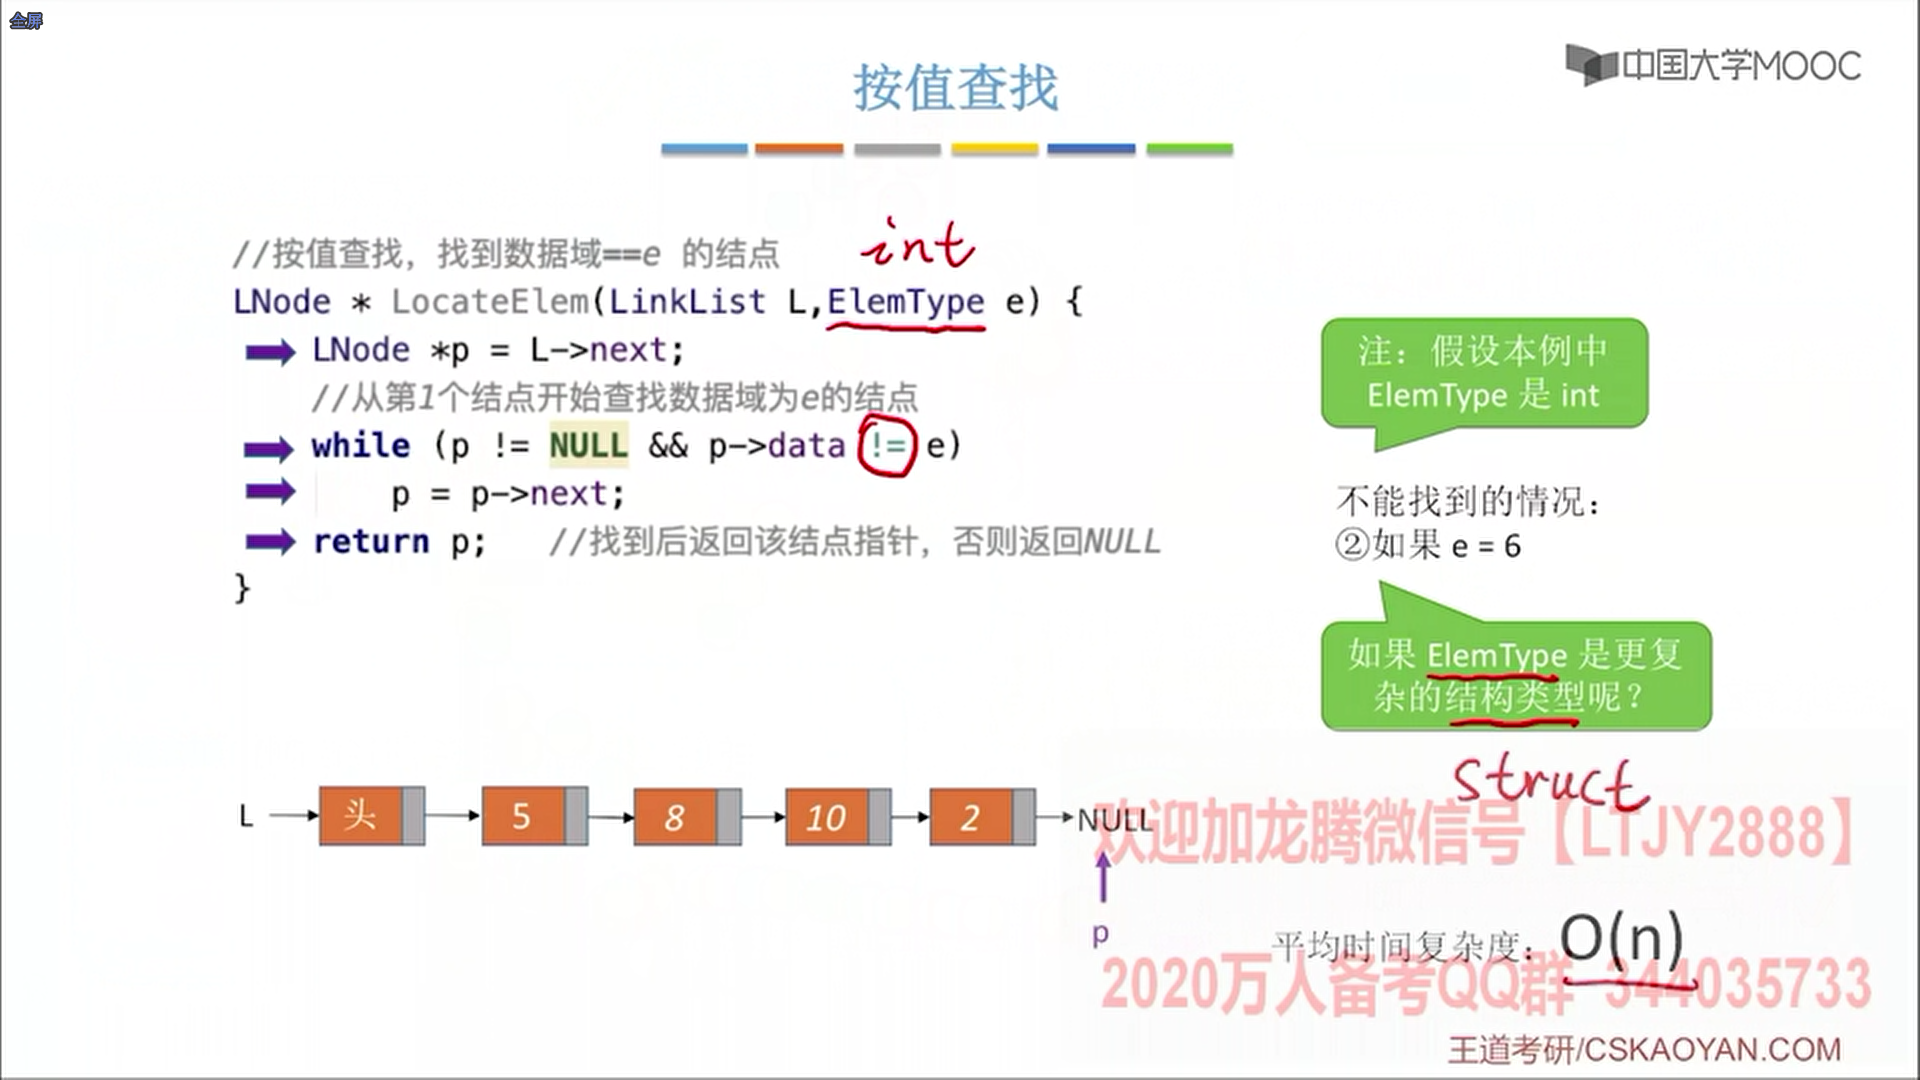 全屏
中国大学MOOC
按值查找
int
//按值查找，找到数据域==e 的结点
LNode * LocateElem(LinkList L,ElemType e) {
LNode *p = L->next;
//从第1个结点开始查找数据域为e的结点
while (p != NULL && p->data != e)
p = p->next;
return p; //找到后返回该结点指针，否则返回NULL
}
注：假设本例中
ElemType 是 int
不能找到的情况：
②如果 e = 6
如果 ElemType 是更复
杂的结构类型呢？
struct
L 头 5 8 10 2 NULL
欢迎加龙腾微信号【LTJY2888】
p
平均时间复杂度：O(n)
2020万人备考QQ群 344035733
王道考研/CSKAOYAN.COM